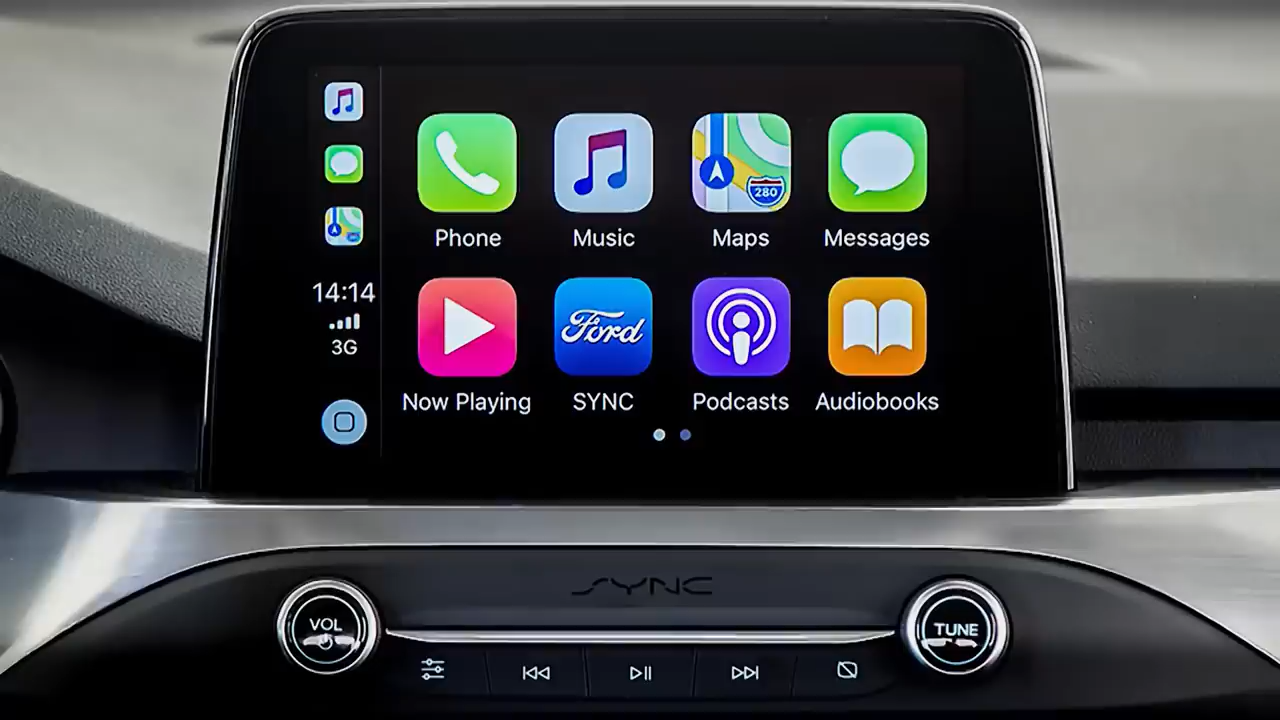 280
Phone
Music
Maps
Messages
14:14
3G
Ford
Now Playing
SYNC
Podcasts
Audiobooks
SYNC
VOL
TUNE